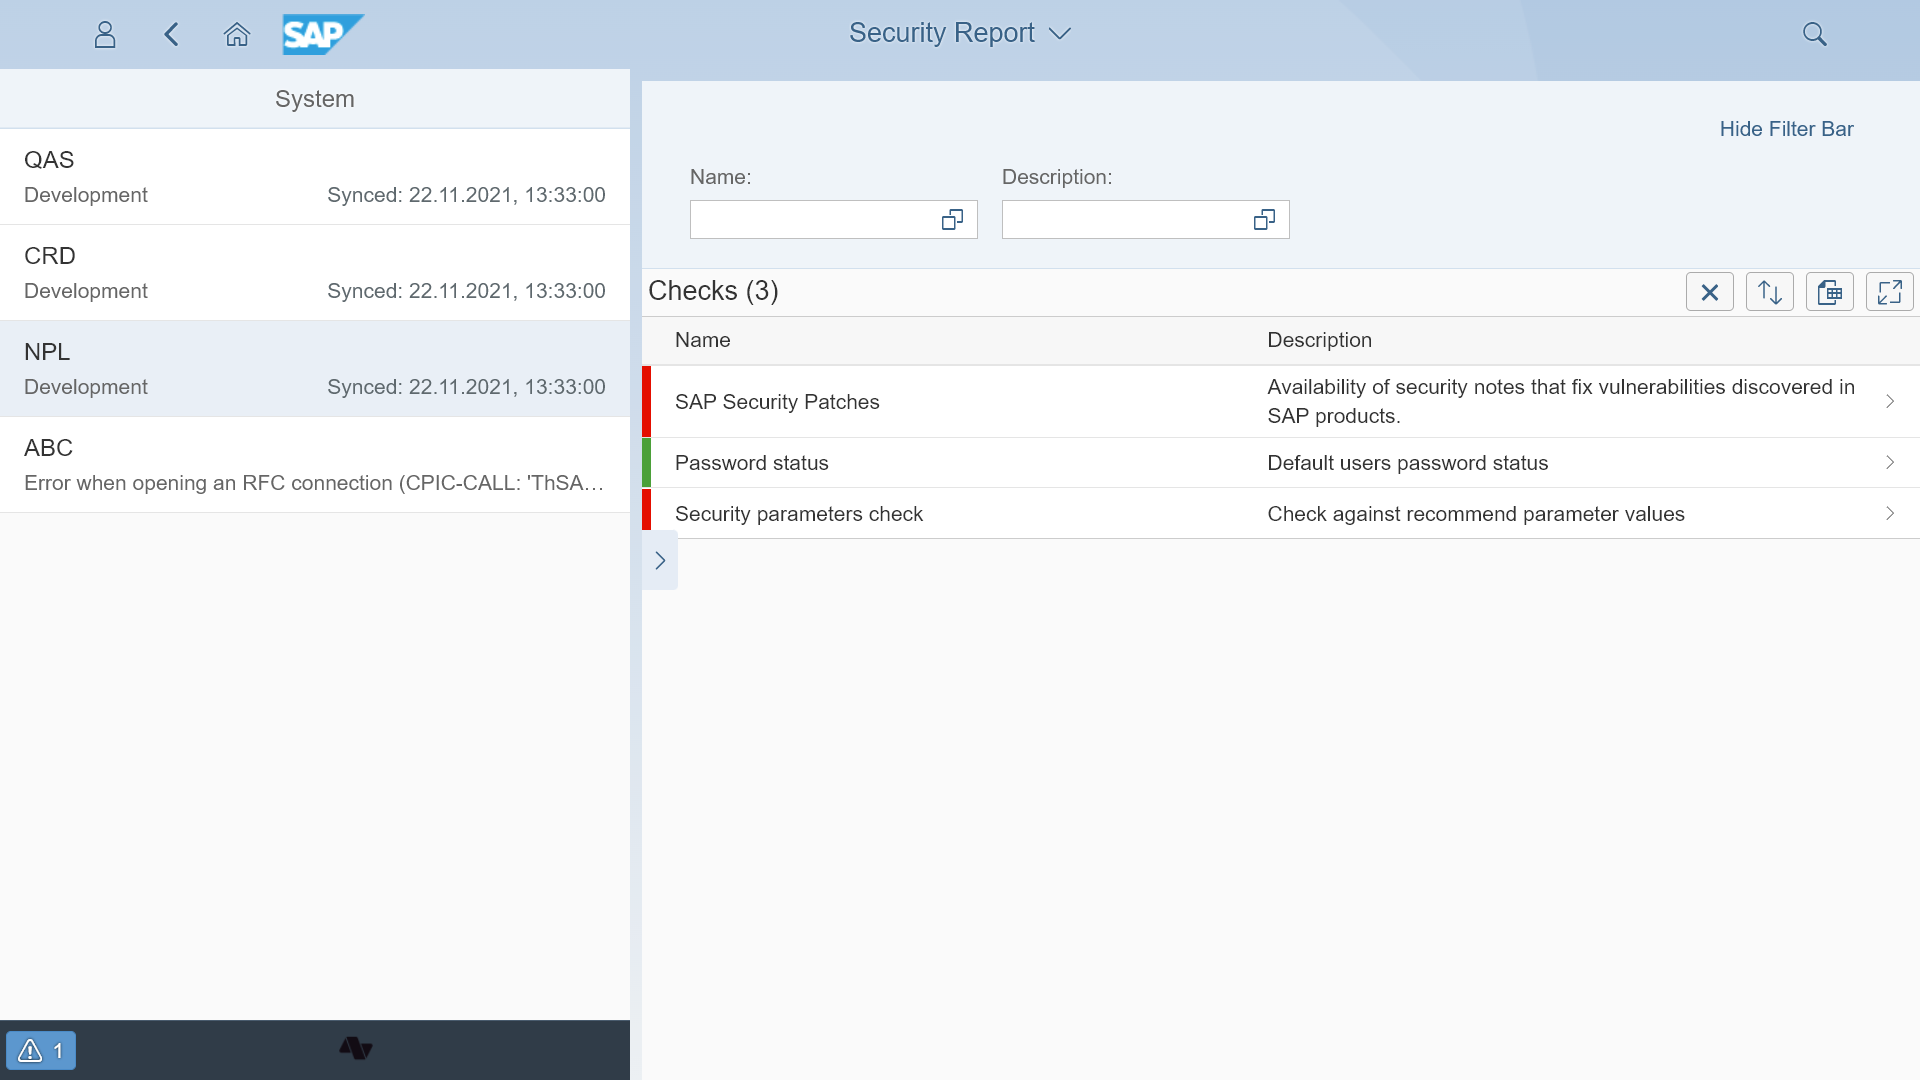 SAP
Security Report
System
QAS
Development Synced: 22.11.2021, 13:33:00
CRD
Development Synced: 22.11.2021, 13:33:00
NPL
Development Synced: 22.11.2021, 13:33:00
ABC
Error when opening an RFC connection (CPIC-CALL: 'ThSA...
1
Hide Filter Bar
Name: Description:
Checks (3)
Name Description
SAP Security Patches Availability of security notes that fix vulnerabilities discovered in
SAP products.
Password status Default users password status
Security parameters check Check against recommend parameter values